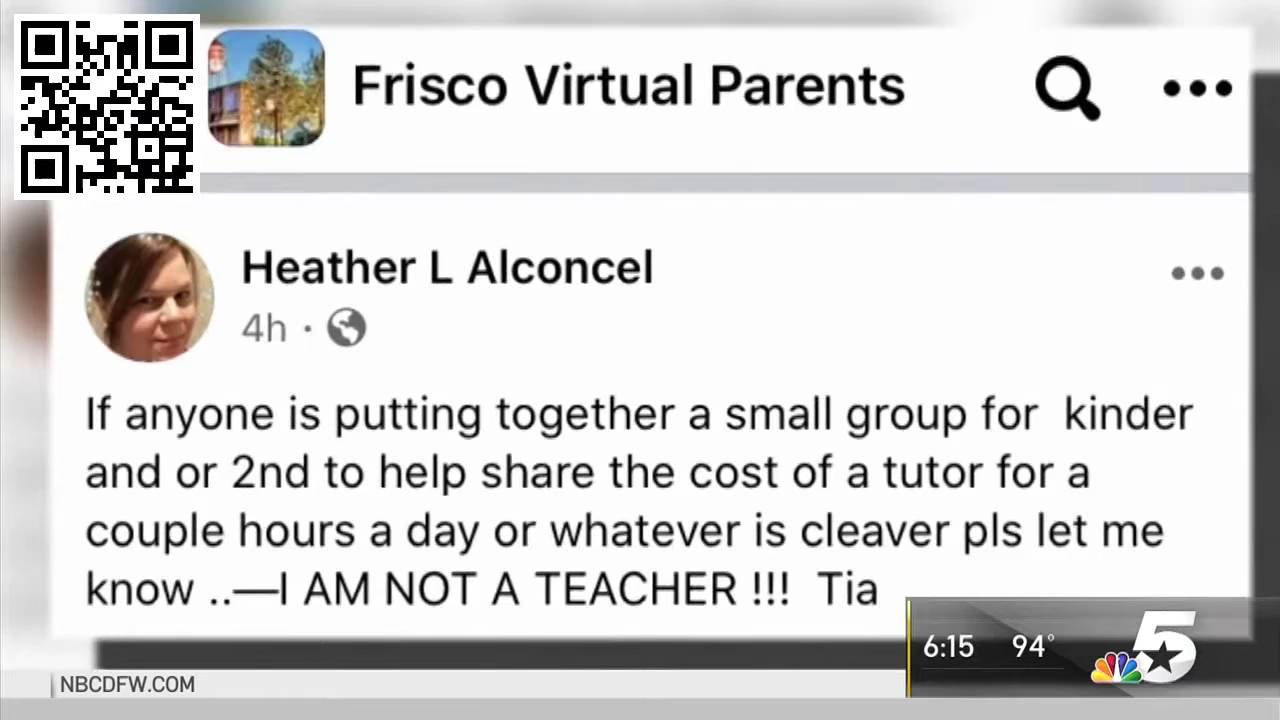 Frisco Virtual Parents
Heather L Alconcel
4h ·
If anyone is putting together a small group for kinder
and or 2nd to help share the cost of a tutor for a
couple hours a day or whatever is cleaver pls let me
know ..—I AM NOT A TEACHER !!! Tia
6:15 94° 5
NBCDFW.COM